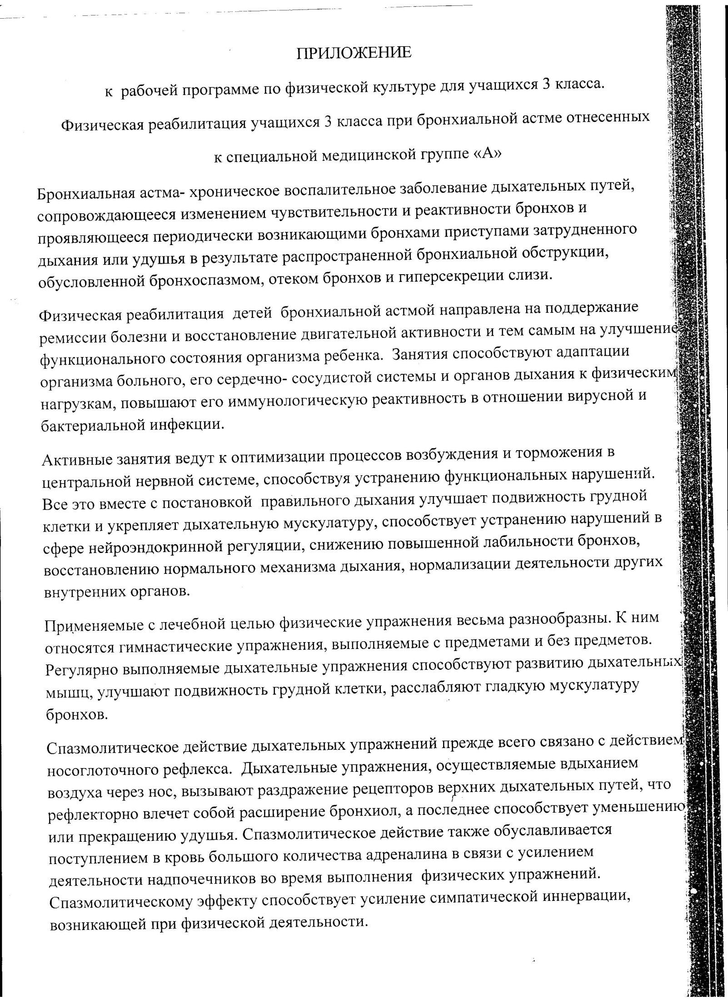 ПРИЛОЖЕНИЕ
к рабочей программе по физической культуре для учащихся 3 класса.
Физическая реабилитация учащихся 3 класса при бронхиальной астме отнесенных
к специальной медицинской группе «А»
Бронхиальная астма- хроническое воспалительное заболевание дыхательных путей,
сопровождающееся изменением чувствительности и реактивности бронхов и
проявляющееся периодически возникающими бронхами приступами затрудненного
дыхания или удушья в результате распространенной бронхиальной обструкции,
обусловленной бронхоспазмом, отеком бронхов и гиперсекреции слизи.
Физическая реабилитация детей бронхиальной астмой направлена на поддержание
ремиссии болезни и восстановление двигательной активности и тем самым на улучшение
функционального состояния организма ребенка. Занятия способствуют адаптации
организма больного, его сердечно- сосудистой системы и органов дыхания к физическим
нагрузкам, повышают его иммунологическую реактивность в отношении вирусной и
бактериальной инфекции.
Активные занятия ведут к оптимизации процессов возбуждения и торможения в
центральной нервной системе, способствуя устранению функциональных нарушений.
Все это вместе с постановкой правильного дыхания улучшает подвижность грудной
клетки и укрепляет дыхательную мускулатуру, способствует устранению нарушений в
сфере нейроэндокринной регуляции, снижению повышенной лабильности бронхов,
восстановлению нормального механизма дыхания, нормализации деятельности других
внутренних органов.
Применяемые с лечебной целью физические упражнения весьма разнообразны. К ним
относятся гимнастические упражнения, выполняемые с предметами и без предметов.
Регулярно выполняемые дыхательные упражнения способствуют развитию дыхательных
мышц, улучшают подвижность грудной клетки, расслабляют гладкую мускулатуру
бронхов.
Спазмолитическое действие дыхательных упражнений прежде всего связано с действием
носоглоточного рефлекса. Дыхательные упражнения, осуществляемые вдыханием
воздуха через нос, вызывают раздражение рецепторов верхних дыхательных путей, что
рефлекторно влечет собой расширение бронхиол, а последнее способствует уменьшению
или прекращению удушья. Спазмолитическое действие также обуславливается
поступлением в кровь большого количества адреналина в связи с усилением
деятельности надпочечников во время выполнения физических упражнений.
Спазмолитическому эффекту способствует усиление симпатической иннервации,
возникающей при физической деятельности.